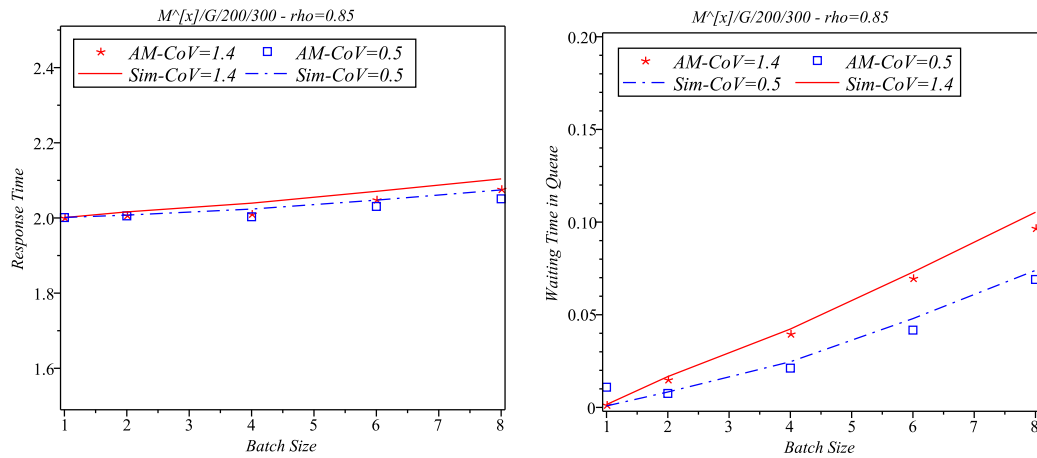 M^[x]/G/200/300 - rho=0.85
AM-CoV=1.4 AM-CoV=0.5
Sim-CoV=1.4 Sim-CoV=0.5
2.4
2.2
2.0
1.8
1.6
Response Time
1 2 4 6 8
Batch Size
M^[x]/G/200/300 - rho=0.85
AM-CoV=1.4 AM-CoV=0.5
Sim-CoV=0.5 Sim-CoV=1.4
0.20
0.15
0.10
0.05
0
Waiting Time in Queue
1 2 3 4 5 6 7 8
Batch Size